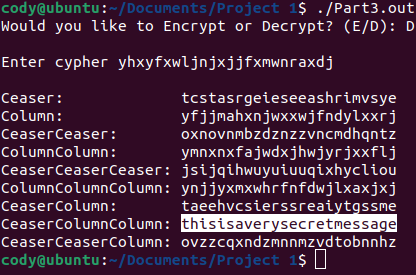 cody@ubuntu:~/Documents/Project 1$ ./Part3.out
Would you like to Encrypt or Decrypt? (E/D): D
Enter cypher yhxyfxwljnjxjjfxmwnraxdj
Ceaser: tcstasrgeieseeashrimvsye
Column: yfjjmahxnjwxxwjfndylxxrj
CeaserCeaser: oxnovnmbzdznzzvncmdhqntz
ColumnColumn: ymnxnxfajwdxjhwjyrjxxflj
CeaserCeaserCeaser: jsijqihwuyuiuuqixhycliou
ColumnColumnColumn: ynjjyxmxwhrfnfdwjlxaxjxj
CeaserColumn: taeehvcsierssreaiytgssme
CeaserColumnColumn: thisisaverysecretmessage
CeaserColumnColumn: ovzzcqxndzmnnmzvdtobnnhz
cody@ubuntu:~/Documents/Project 1$